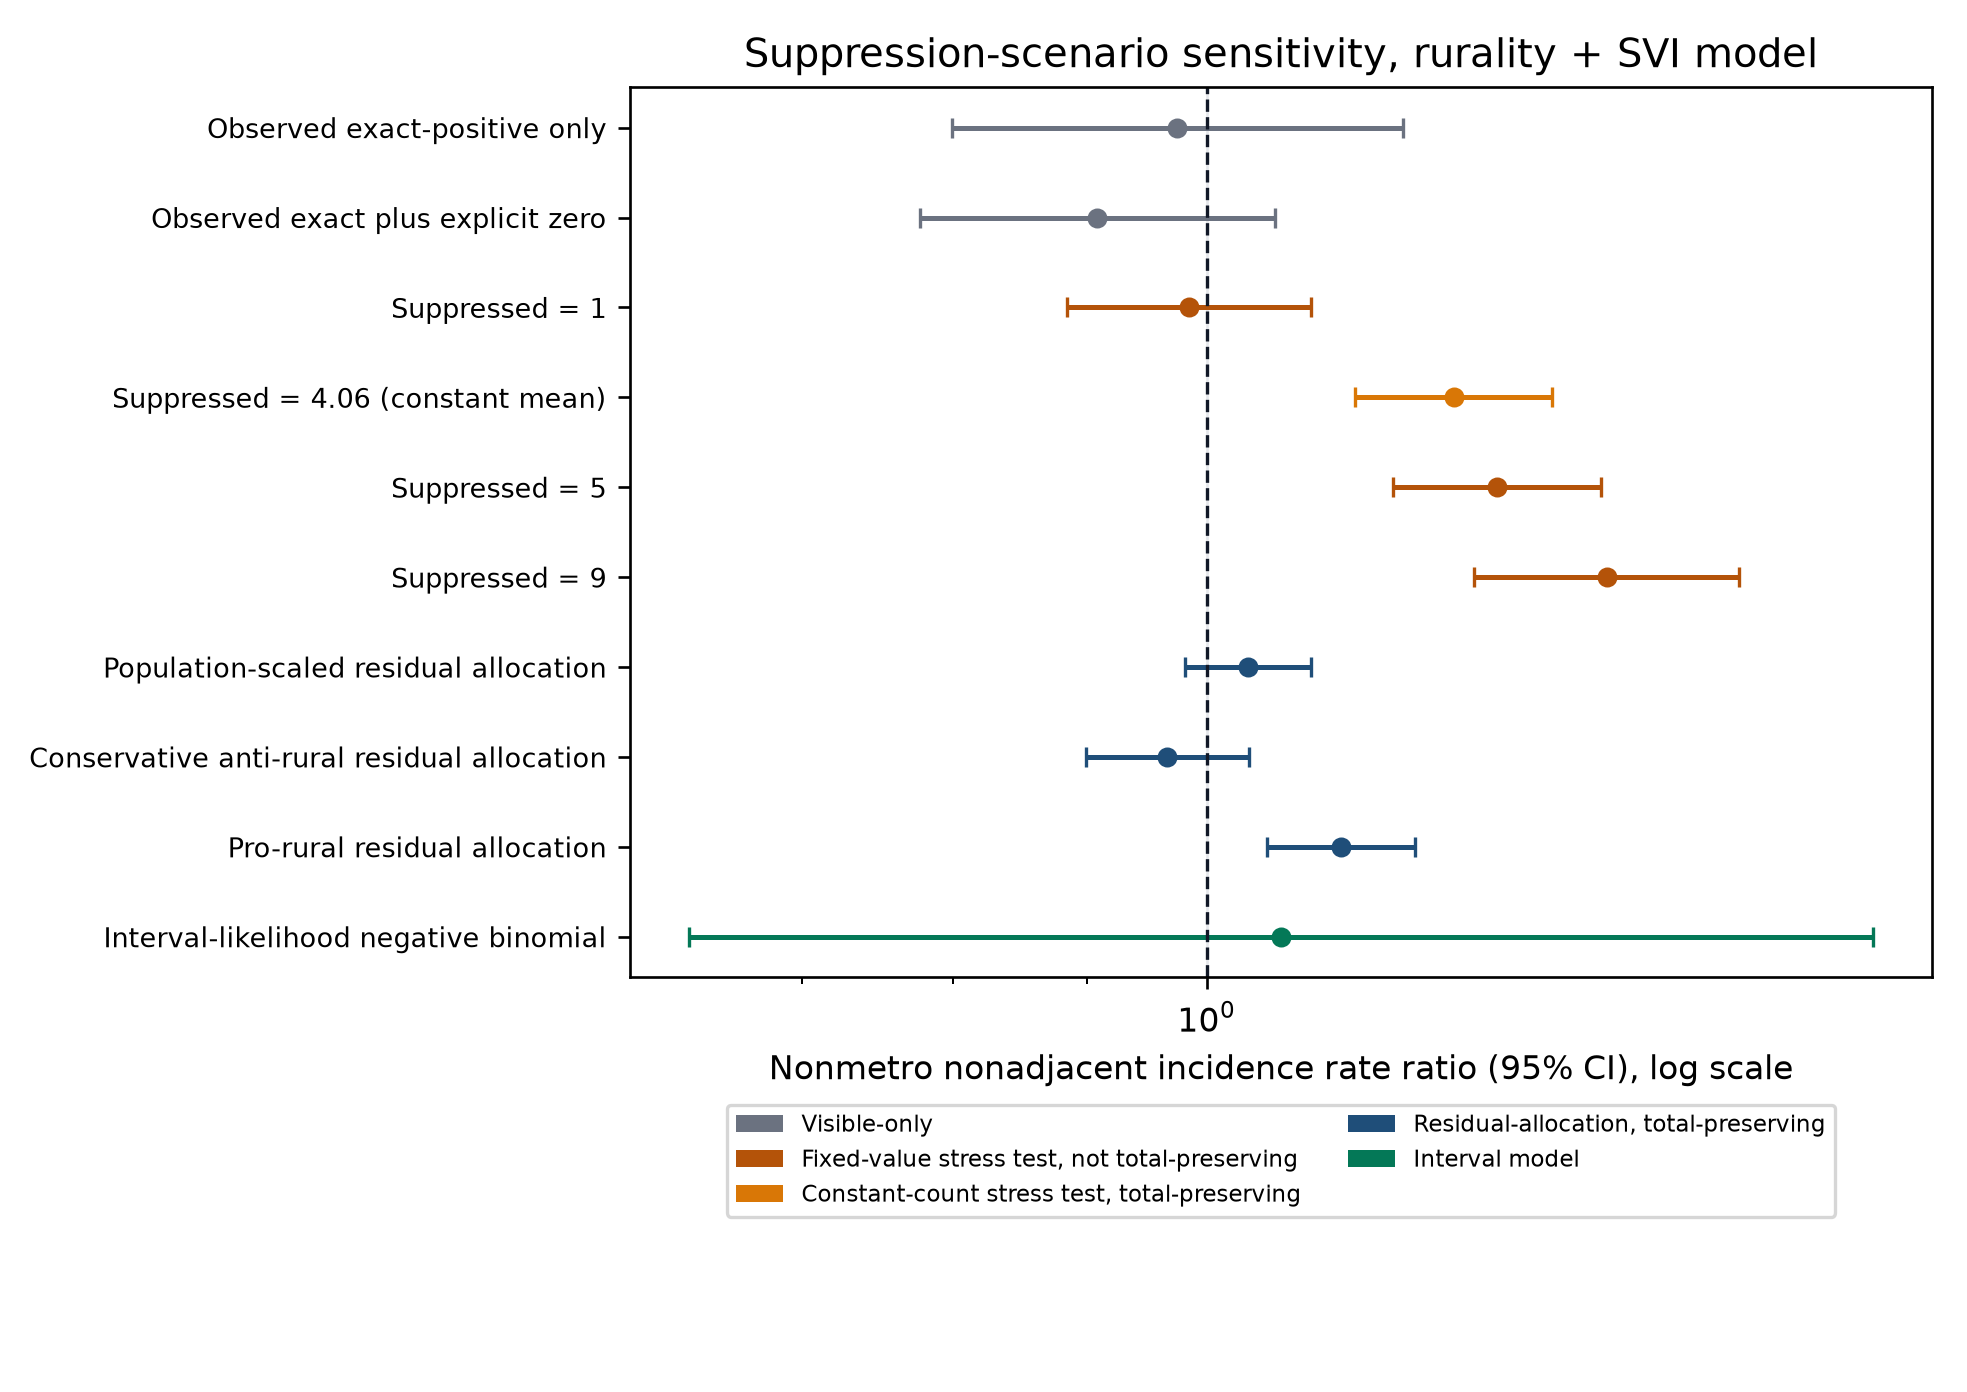 Suppression-scenario sensitivity, rurality + SVI model
Observed exact-positive only
Observed exact plus explicit zero
Suppressed = 1
Suppressed = 4.06 (constant mean)
Suppressed = 5
Suppressed = 9
Population-scaled residual allocation
Conservative anti-rural residual allocation
Pro-rural residual allocation
Interval-likelihood negative binomial
10⁰
Nonmetro nonadjacent incidence rate ratio (95% CI), log scale
Visible-only
Fixed-value stress test, not total-preserving
Constant-count stress test, total-preserving
Residual-allocation, total-preserving
Interval model